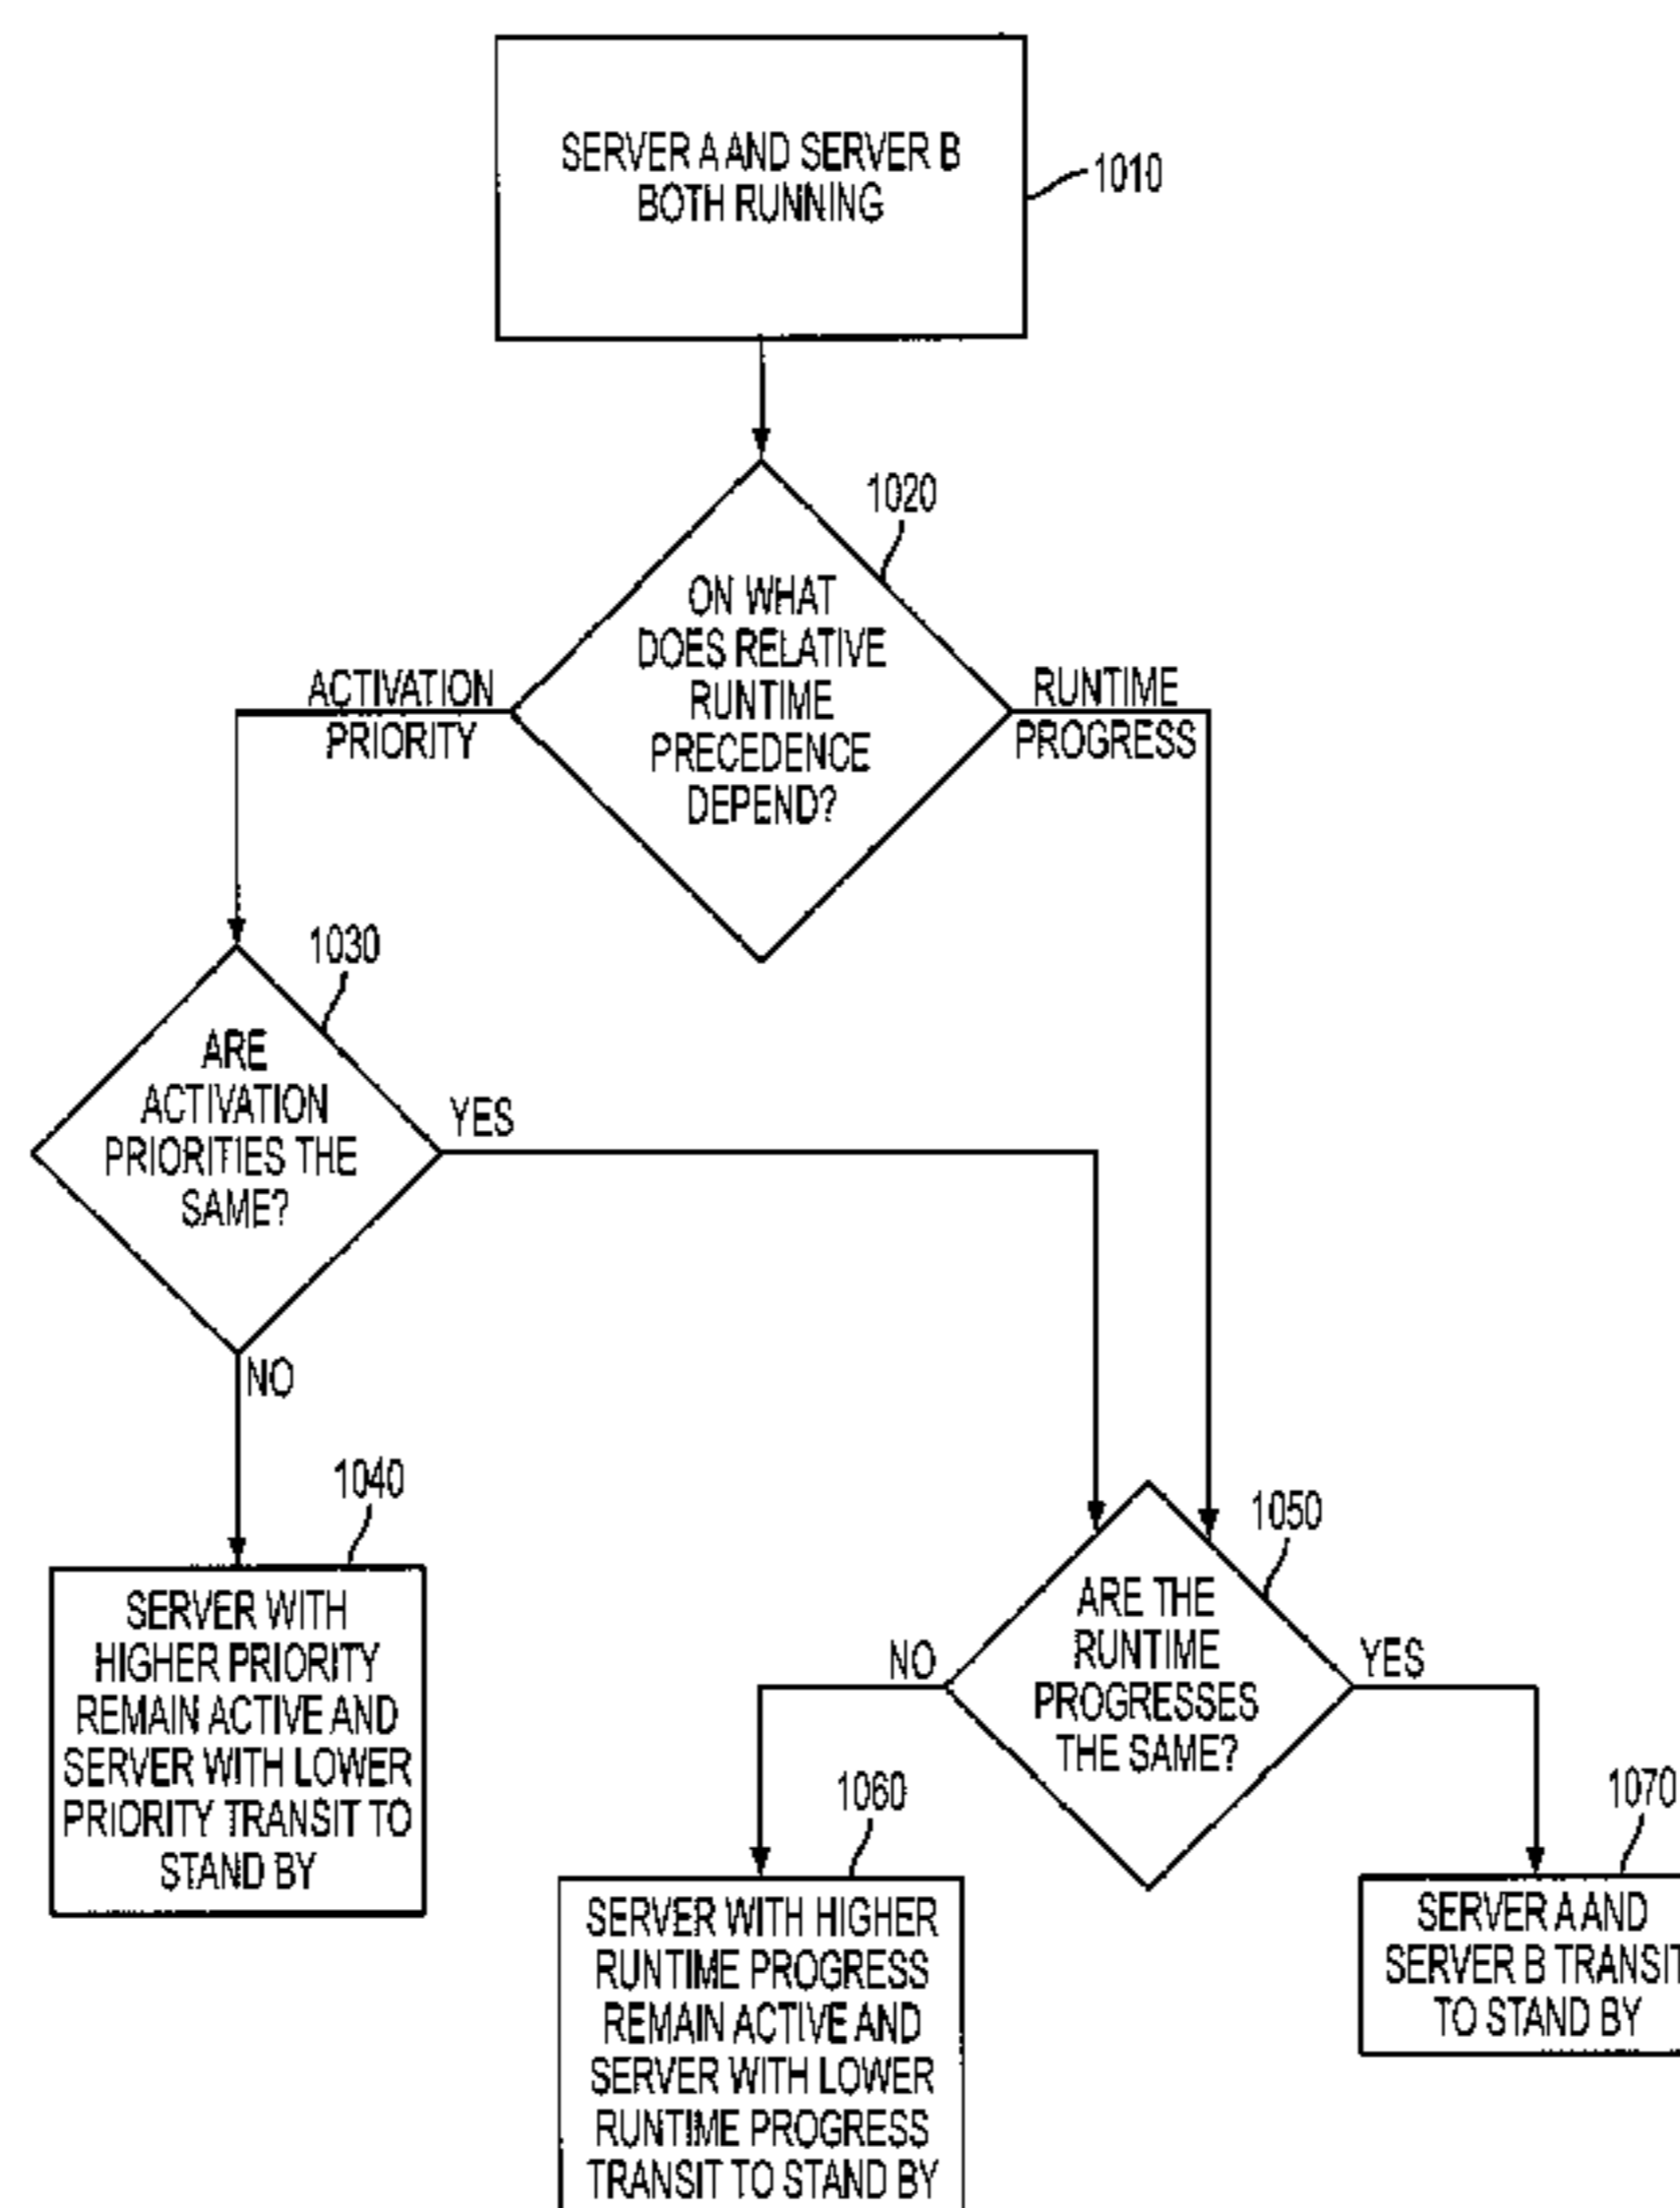 SERVER A AND SERVER B
BOTH RUNNING
1010
1020
ON WHAT
DOES RELATIVE
RUNTIME
PRECEDENCE
DEPEND?
ACTIVATION
PRIORITY
RUNTIME
PROGRESS
1030
ARE
ACTIVATION
PRIORITIES THE
SAME?
YES
NO
1040
SERVER WITH
HIGHER PRIORITY
REMAIN ACTIVE AND
SERVER WITH LOWER
PRIORITY TRANSIT TO
STAND BY
1050
ARE THE
RUNTIME
PROGRESSES
THE SAME?
NO
YES
1060
SERVER WITH HIGHER
RUNTIME PROGRESS
REMAIN ACTIVE AND
SERVER WITH LOWER
RUNTIME PROGRESS
TRANSIT TO STAND BY
1070
SERVER A AND
SERVER B TRANSIT
TO STAND BY